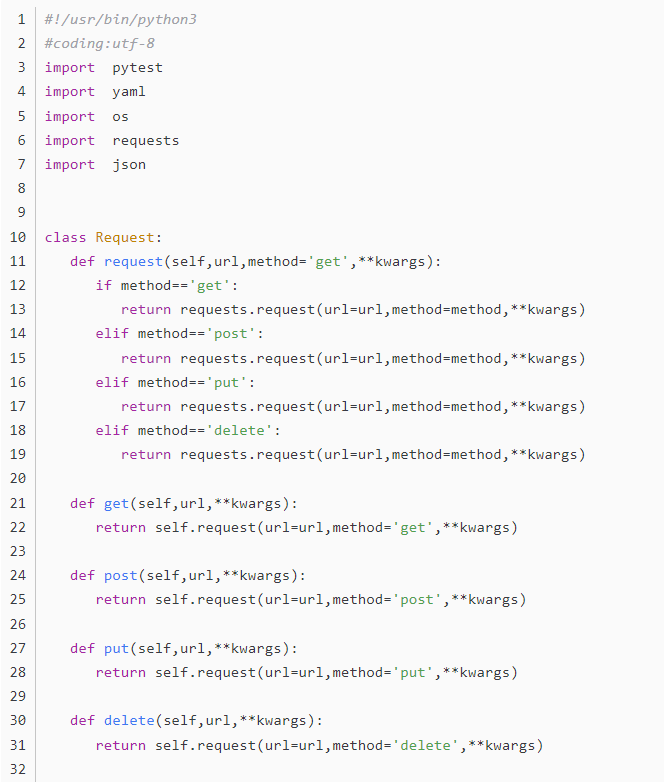 1 #!/usr/bin/python3
2 #coding:utf-8
3 import  pytest
4 import  yaml
5 import  os
6 import  requests
7 import  json
8
9
10 class Request:
11    def request(self,url,method='get',**kwargs):
12       if method=='get':
13          return requests.request(url=url,method=method,**kwargs)
14       elif method=='post':
15          return requests.request(url=url,method=method,**kwargs)
16       elif method=='put':
17          return requests.request(url=url,method=method,**kwargs)
18       elif method=='delete':
19          return requests.request(url=url,method=method,**kwargs)
20
21    def get(self,url,**kwargs):
22       return self.request(url=url,method='get',**kwargs)
23
24    def post(self,url,**kwargs):
25       return self.request(url=url,method='post',**kwargs)
26
27    def put(self,url,**kwargs):
28       return self.request(url=url,method='put',**kwargs)
29
30    def delete(self,url,**kwargs):
31       return self.request(url=url,method='delete',**kwargs)
32